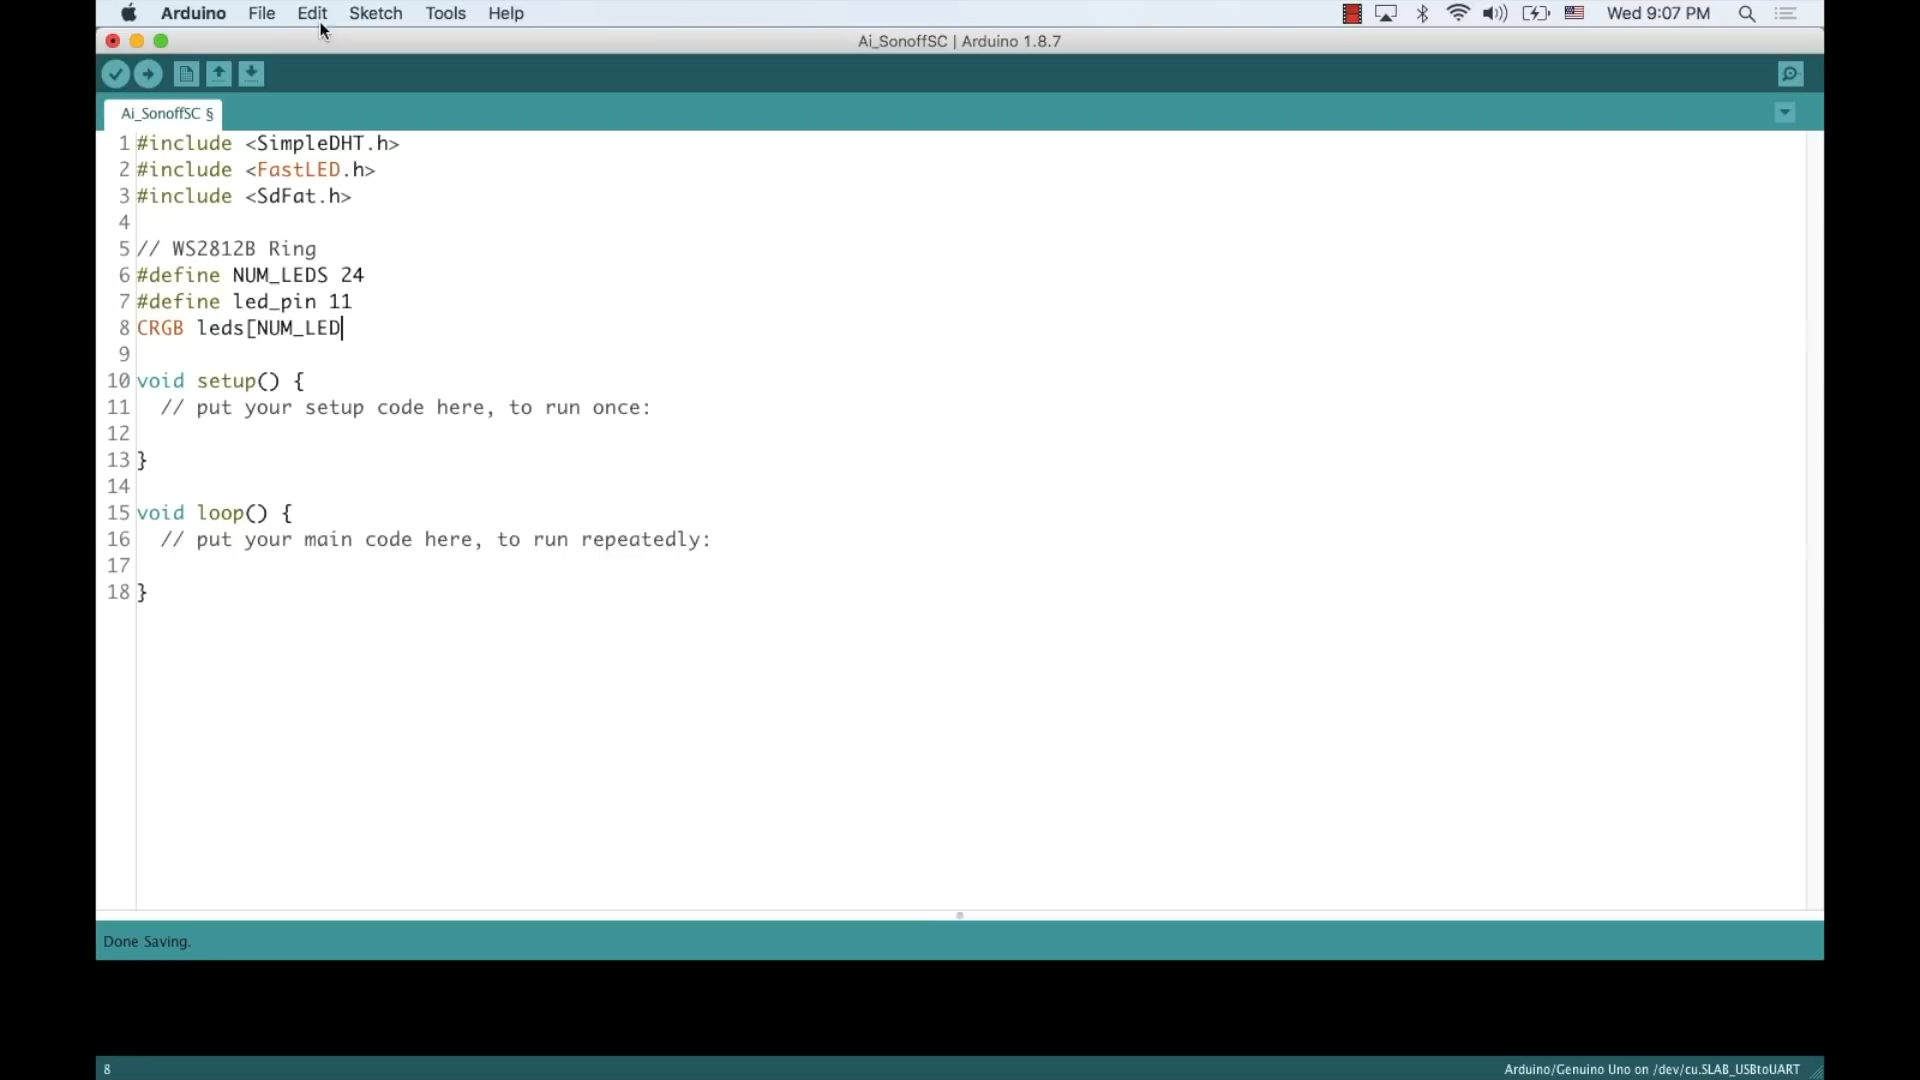 Arduino File Edit Sketch Tools Help Wed 9:07 PM
Ai_SonoffSC | Arduino 1.8.7
Ai_SonoffSC §
1 #include <SimpleDHT.h>
2 #include <FastLED.h>
3 #include <SdFat.h>
4
5 // WS2812B Ring
6 #define NUM_LEDS 24
7 #define led_pin 11
8 CRGB leds[NUM_LED
9
10 void setup() {
11 // put your setup code here, to run once:
12
13 }
14
15 void loop() {
16 // put your main code here, to run repeatedly:
17
18 }
Done Saving.
8 Arduino/Genuino Uno on /dev/cu.SLAB_USBtoUART